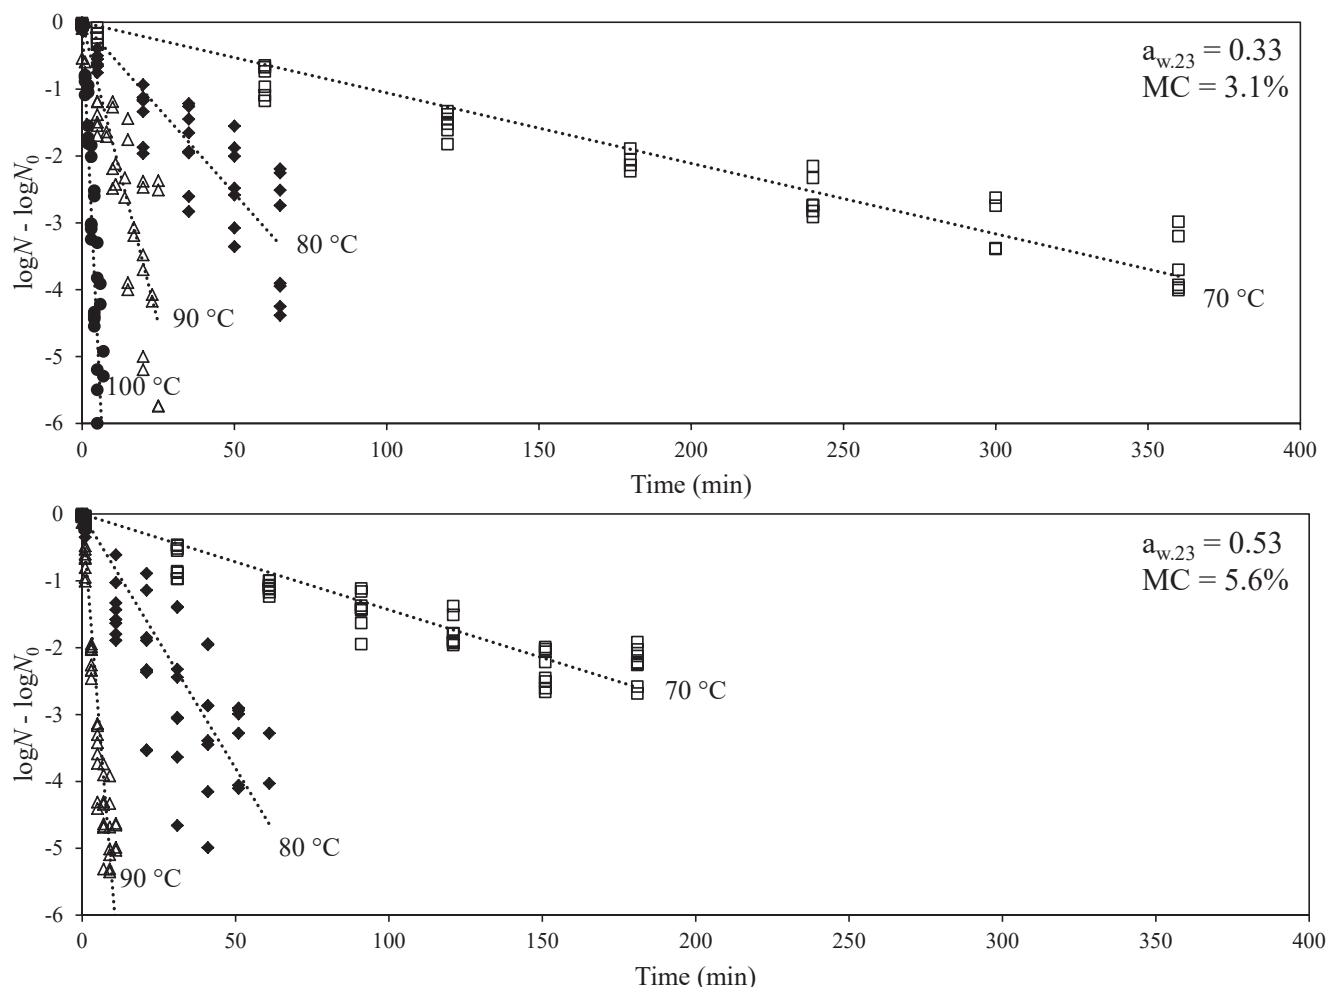 0
-1
-2
-3
-4
-5
-6
logN - logN0
aw.23 = 0.33
MC = 3.1%
80 °C
70 °C
90 °C
100 °C
0 50 100 150 200 250 300 350 400
Time (min)
0
-1
-2
-3
-4
-5
-6
logN - logN0
aw.23 = 0.53
MC = 5.6%
70 °C
80 °C
90 °C
0 50 100 150 200 250 300 350 400
Time (min)